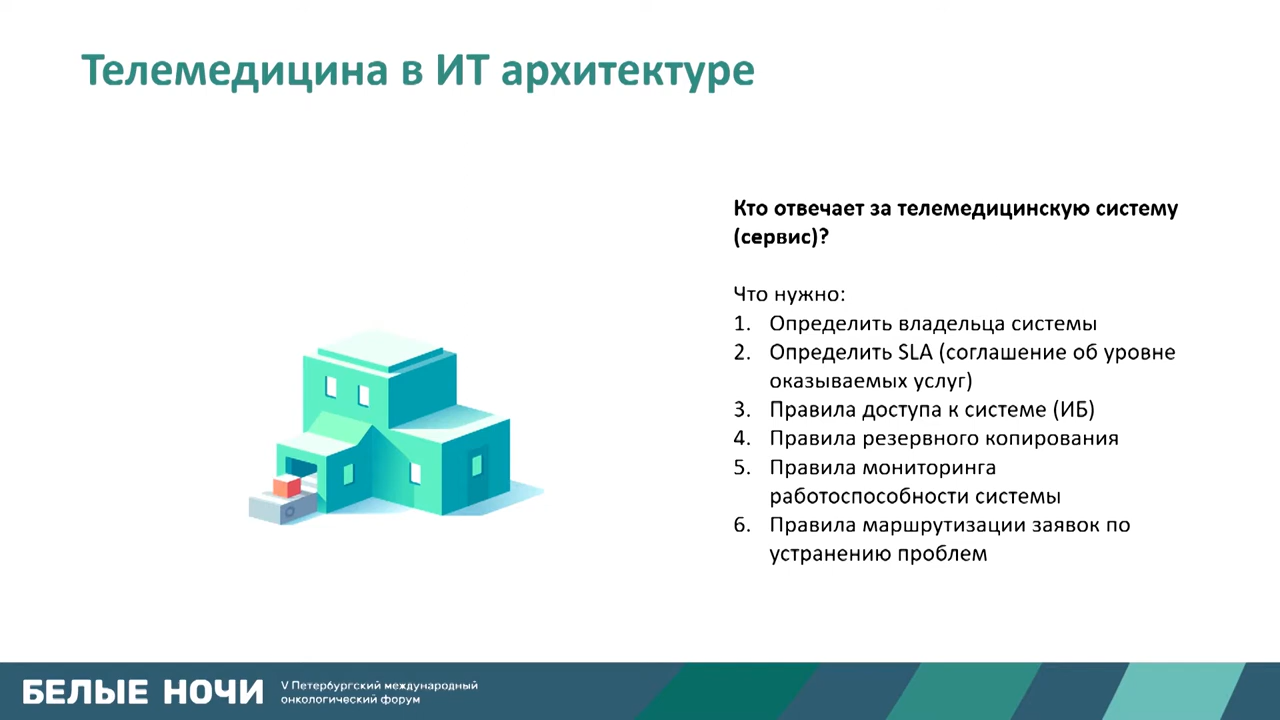 Телемедицина в ИТ архитектуре
Кто отвечает за телемедицинскую систему
(сервис)?
Что нужно:
1. Определить владельца системы
2. Определить SLA (соглашение об уровне
оказываемых услуг)
3. Правила доступа к системе (ИБ)
4. Правила резервного копирования
5. Правила мониторинга
работоспособности системы
6. Правила маршрутизации заявок по
устранению проблем
БЕЛЫЕ НОЧИ
V Петербургский международный
онкологический форум